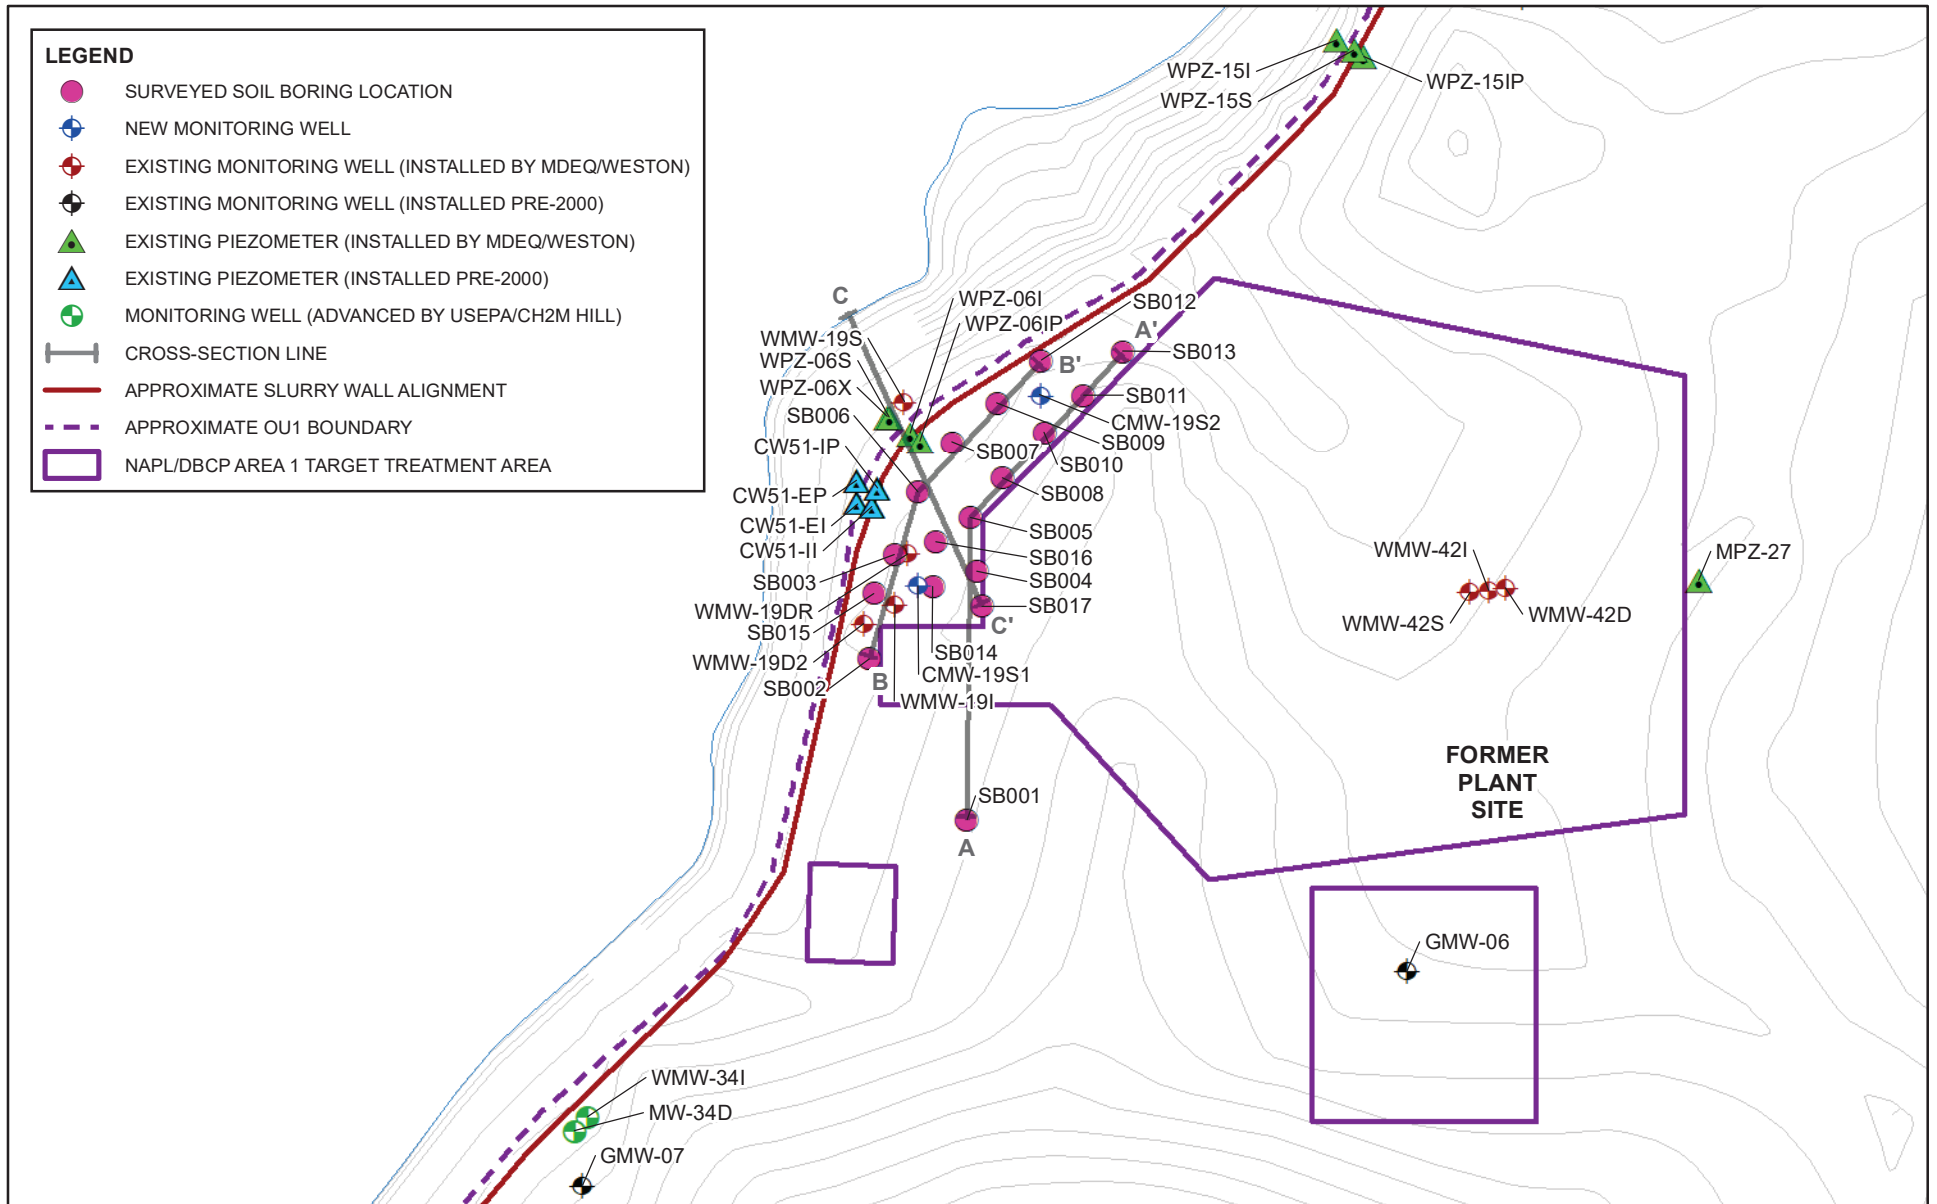 LEGEND
SURVEYED SOIL BORING LOCATION
NEW MONITORING WELL
EXISTING MONITORING WELL (INSTALLED BY MDEQ/WESTON)
EXISTING MONITORING WELL (INSTALLED PRE-2000)
EXISTING PIEZOMETER (INSTALLED BY MDEQ/WESTON)
EXISTING PIEZOMETER (INSTALLED PRE-2000)
MONITORING WELL (ADVANCED BY USEPA/CH2M HILL)
CROSS-SECTION LINE
APPROXIMATE SLURRY WALL ALIGNMENT
APPROXIMATE OU1 BOUNDARY
NAPL/DBCP AREA 1 TARGET TREATMENT AREA
WPZ-15I
WPZ-15S
WPZ-15IP
C
WPZ-06I
WPZ-06IP
SB012
A'
SB013
WMW-19S
WPZ-06S
WPZ-06X
SB006
B'
SB011
CMW-19S2
SB009
SB007
SB010
SB008
CW51-IP
CW51-EP
CW51-EI
CW51-II
SB005
SB016
SB004
SB017
C'
SB003
WMW-19DR
SB015
WMW-19D2
SB002
B
SB014
CMW-19S1
WMW-19I
WMW-42I
WMW-42S
WMW-42D
MPZ-27
FORMER
PLANT
SITE
SB001
A
GMW-06
WMW-34I
MW-34D
GMW-07